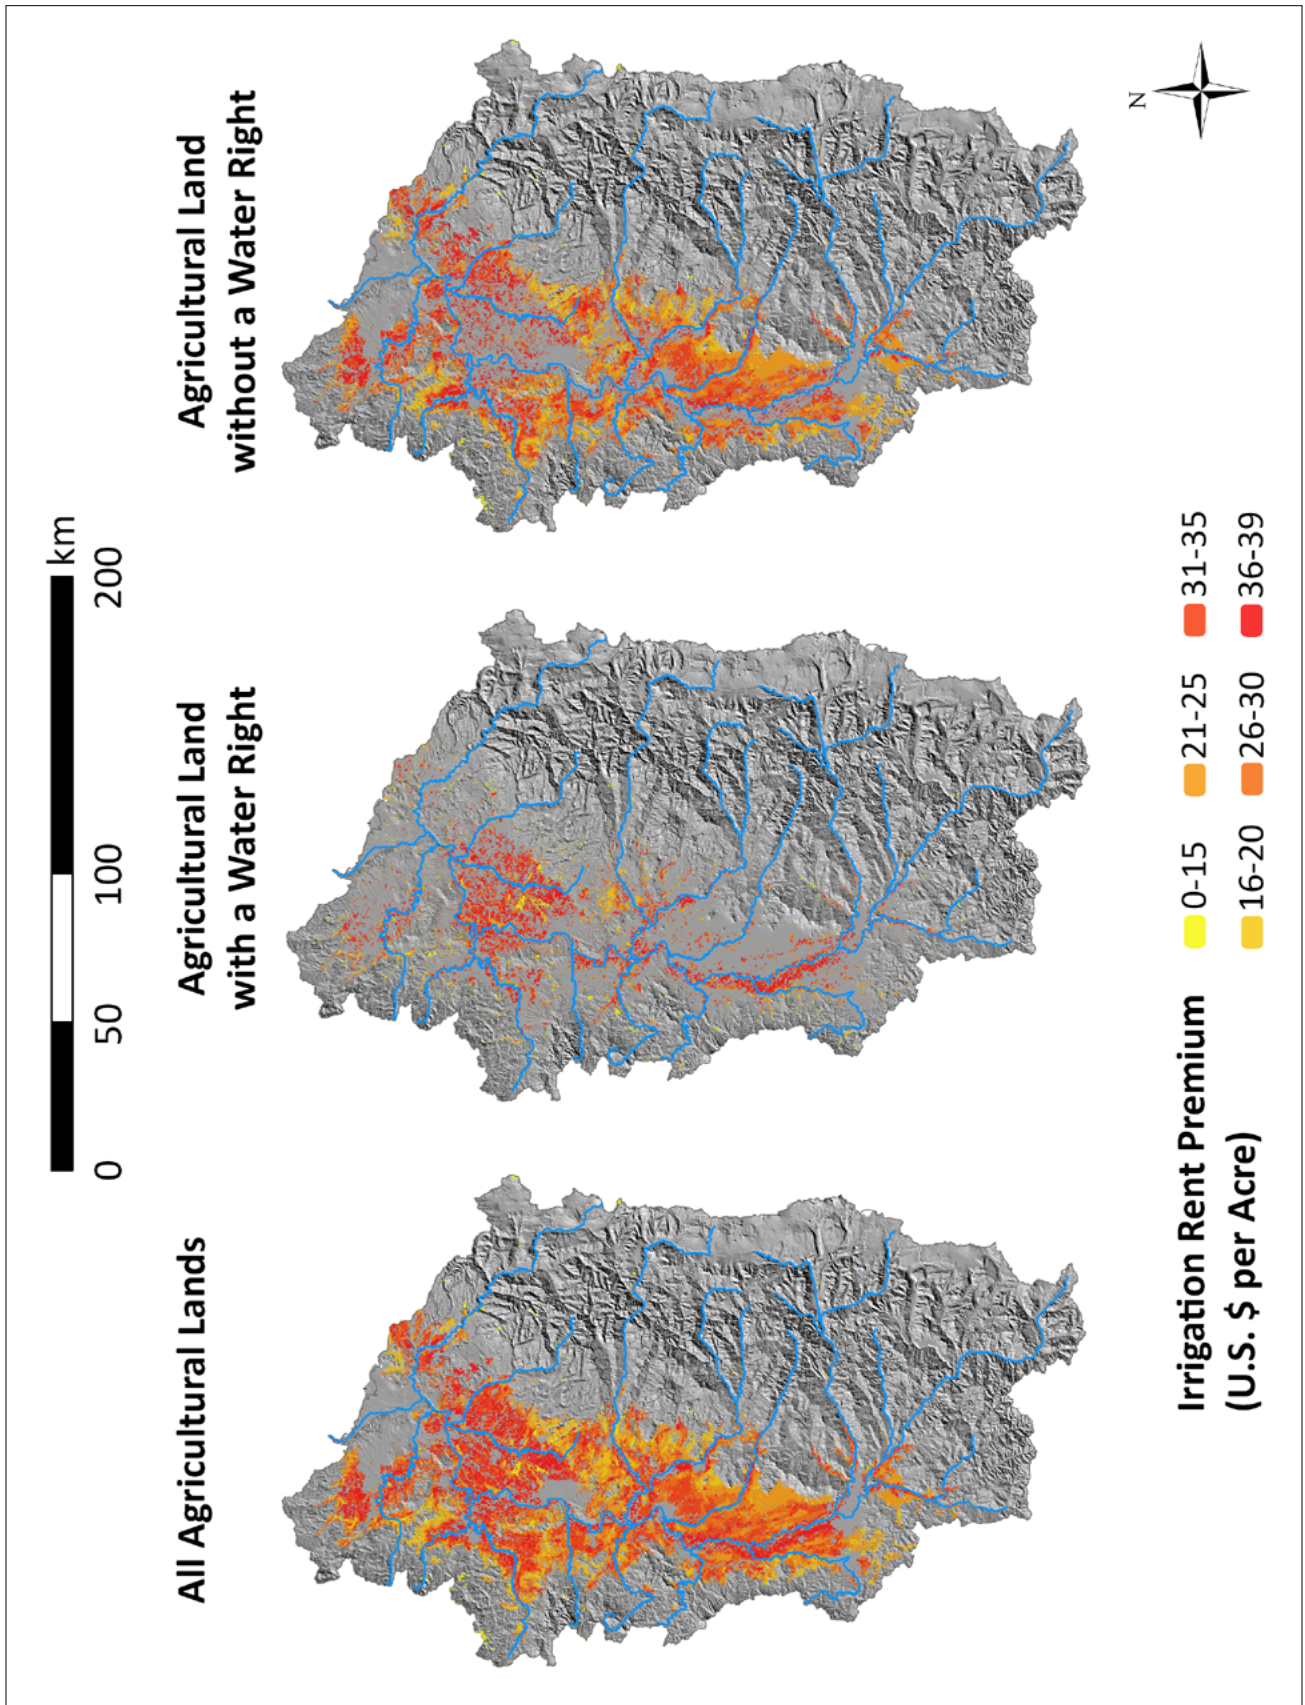 0 50 100 200 km
All Agricultural Lands
Agricultural Land
with a Water Right
Agricultural Land
without a Water Right
Irrigation Rent Premium
(U.S. $ per Acre)
0-15 21-25 31-35
16-20 26-30 36-39
N